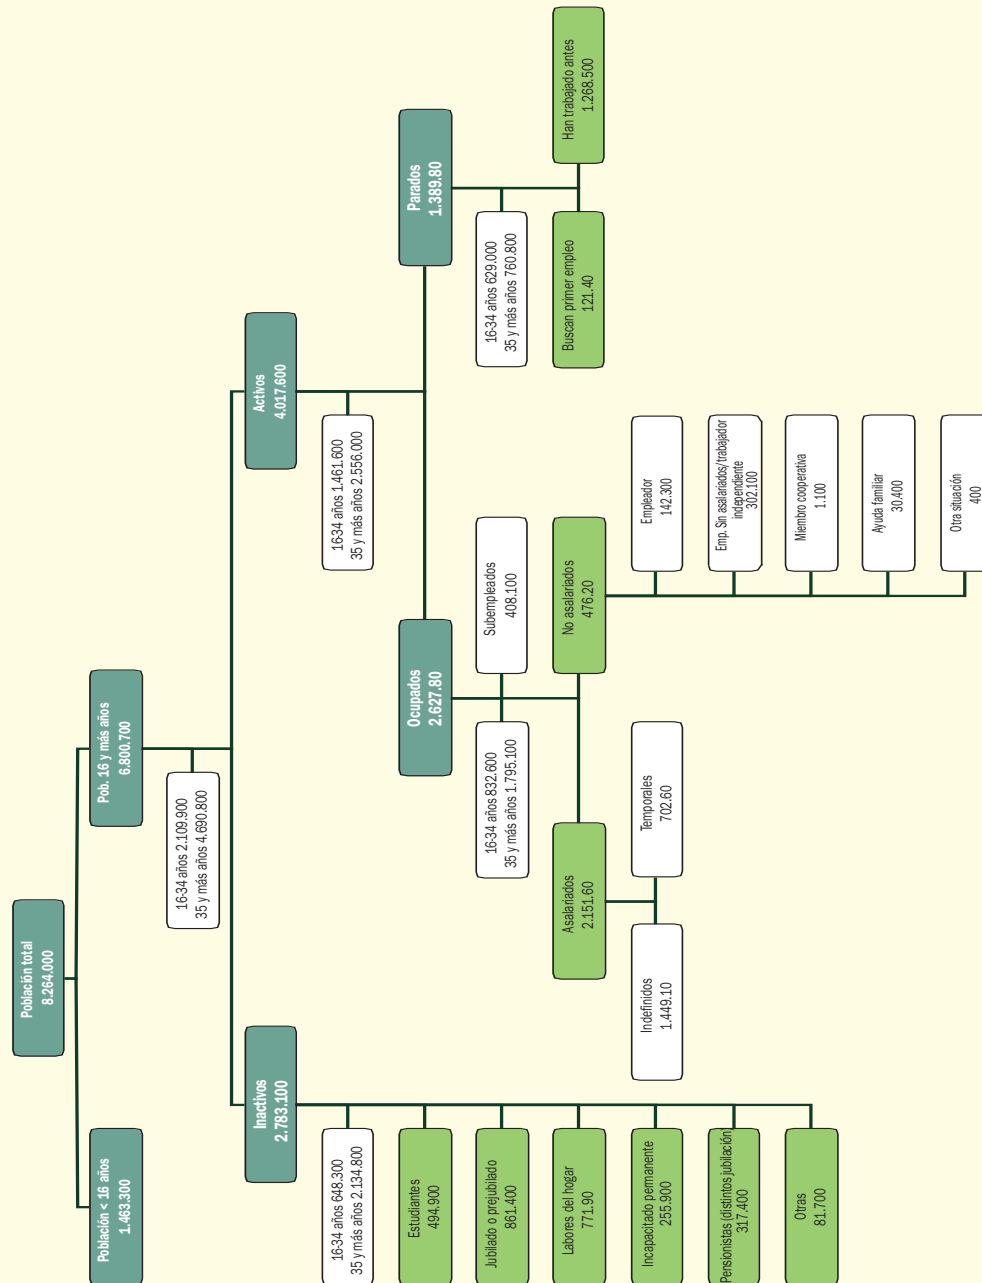 Población total
8.264.000
Población < 16 años
1.463.300
Pob. 16 y más años
6.800.700
16-34 años 2.109.900
35 y más años 4.690.800
Inactivos
2.783.100
Activos
4.017.600
16-34 años 648.300
35 y más años 2.134.800
16-34 años 1.461.600
35 y más años 2.556.000
Estudiantes
494.900
Jubilado o prejubilado
861.400
Labores del hogar
771.90
Incapacitado permanente
255.900
Pensionistas (distintos jubilación)
317.400
Otras
81.700
Ocupados
2.627.80
Parados
1.389.80
16-34 años 832.600
35 y más años 1.795.100
Subempleados
408.100
16-34 años 629.000
35 y más años 760.800
Asalariados
2.151.60
No asalariados
476.20
Buscan primer empleo
121.40
Han trabajado antes
1.268.500
Indefinidos
1.449.10
Temporales
702.60
Empleador
142.300
Emp. Sin asalariados/trabajador
independiente
302.100
Miembro cooperativa
1.100
Ayuda familiar
30.400
Otra situación
400